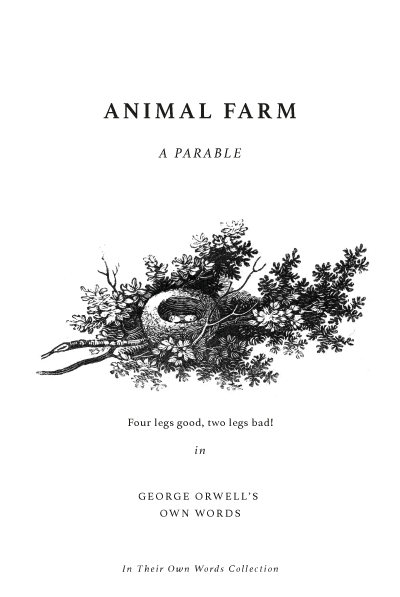 ANIMAL FARM
A PARABLE
Four legs good, two legs bad!
in
GEORGE ORWELL'S
OWN WORDS
In Their Own Words Collection